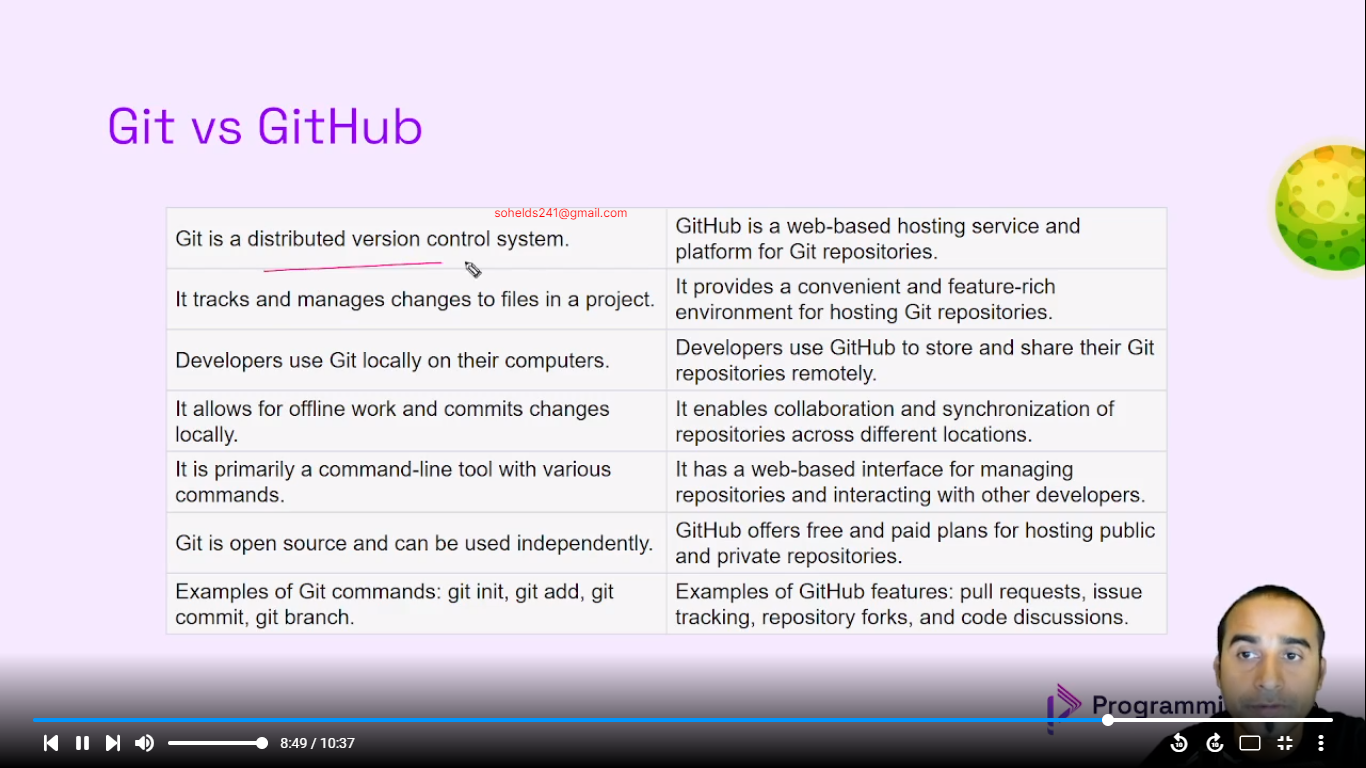 Git vs GitHub
sohelds241@gmail.com
Git is a distributed version control system.
GitHub is a web-based hosting service and
platform for Git repositories.
It tracks and manages changes to files in a project.
It provides a convenient and feature-rich
environment for hosting Git repositories.
Developers use Git locally on their computers.
Developers use GitHub to store and share their Git
repositories remotely.
It allows for offline work and commits changes
locally.
It enables collaboration and synchronization of
repositories across different locations.
It is primarily a command-line tool with various
commands.
It has a web-based interface for managing
repositories and interacting with other developers.
Git is open source and can be used independently.
GitHub offers free and paid plans for hosting public
and private repositories.
Examples of Git commands: git init, git add, git
commit, git branch.
Examples of GitHub features: pull requests, issue
tracking, repository forks, and code discussions.
Programmi
8:49 / 10:37
10
10